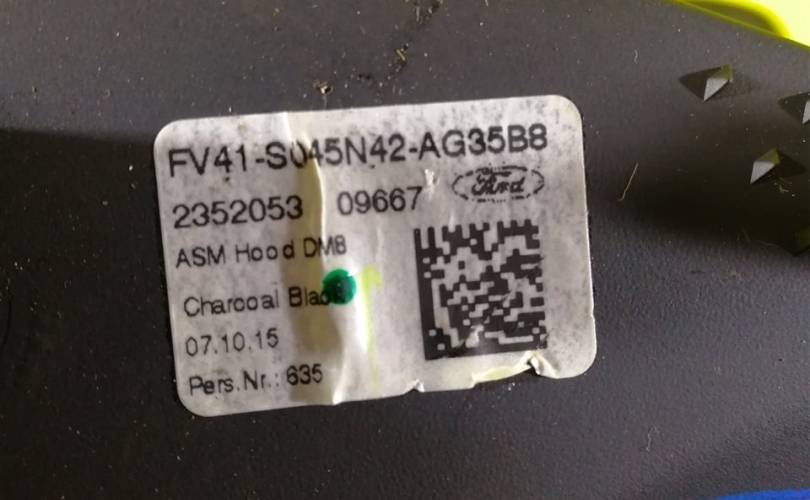 FV41-S045N42-AG35B8
2352053 09667 Ford
ASM Hood DM8
Charcoal Black
07.10.15
Pers.Nr.: 635